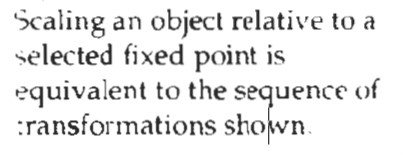 Scaling an object relative to a
selected fixed point is
equivalent to the sequence of
transformations shown.